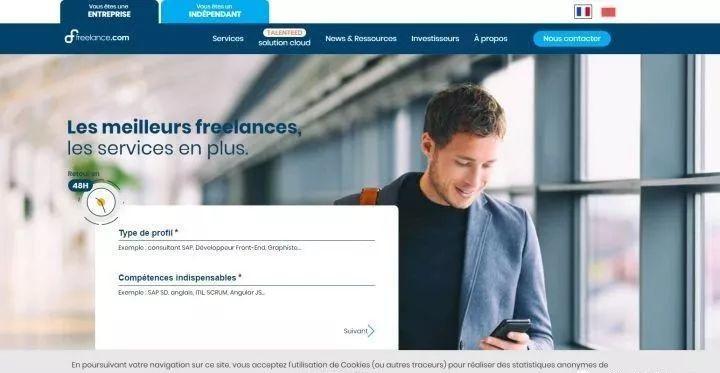 Vous êtes une
ENTREPRISE
Vous êtes un
INDÉPENDANT
freelance.com
Services
TALENTEED
solution cloud
News & Ressources
Investisseurs
À propos
Nous contacter
Les meilleurs freelances,
les services en plus.
Retour en
48H
Type de profil *
Exemple : consultant SAP, Développeur Front-End, Graphiste...
Compétences indispensables *
Exemple : SAP SD, anglais, ITIL, SCRUM, Angular JS...
Suivant
En poursuivant votre navigation sur ce site, vous acceptez l'utilisation de Cookies (ou autres traceurs) pour réaliser des statistiques anonymes de